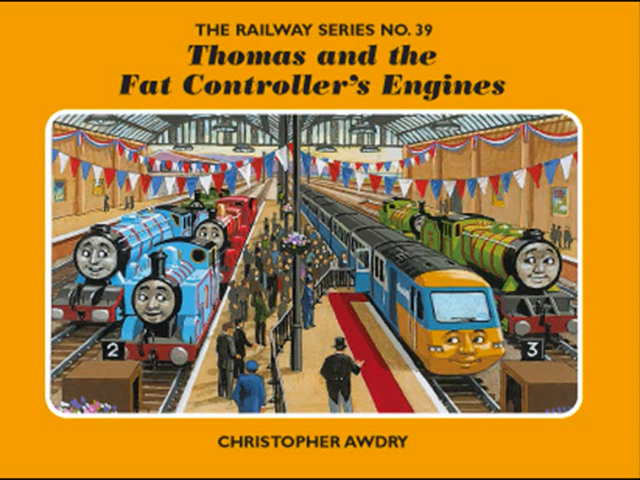 THE RAILWAY SERIES NO. 39
Thomas and the
Fat Controller's Engines
2
3
CHRISTOPHER AWDRY